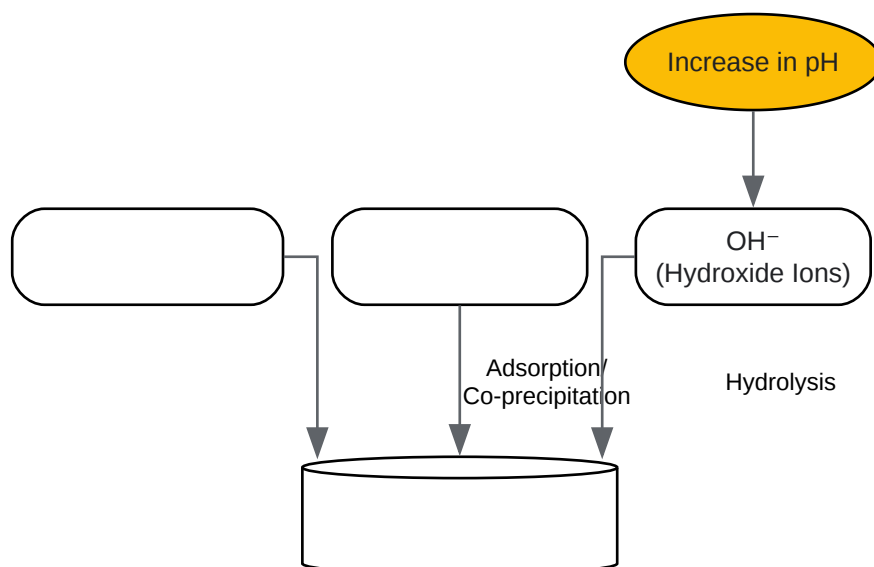 Increase in pH
OH⁻
(Hydroxide Ions)
Adsorption/
Co-precipitation
Hydrolysis